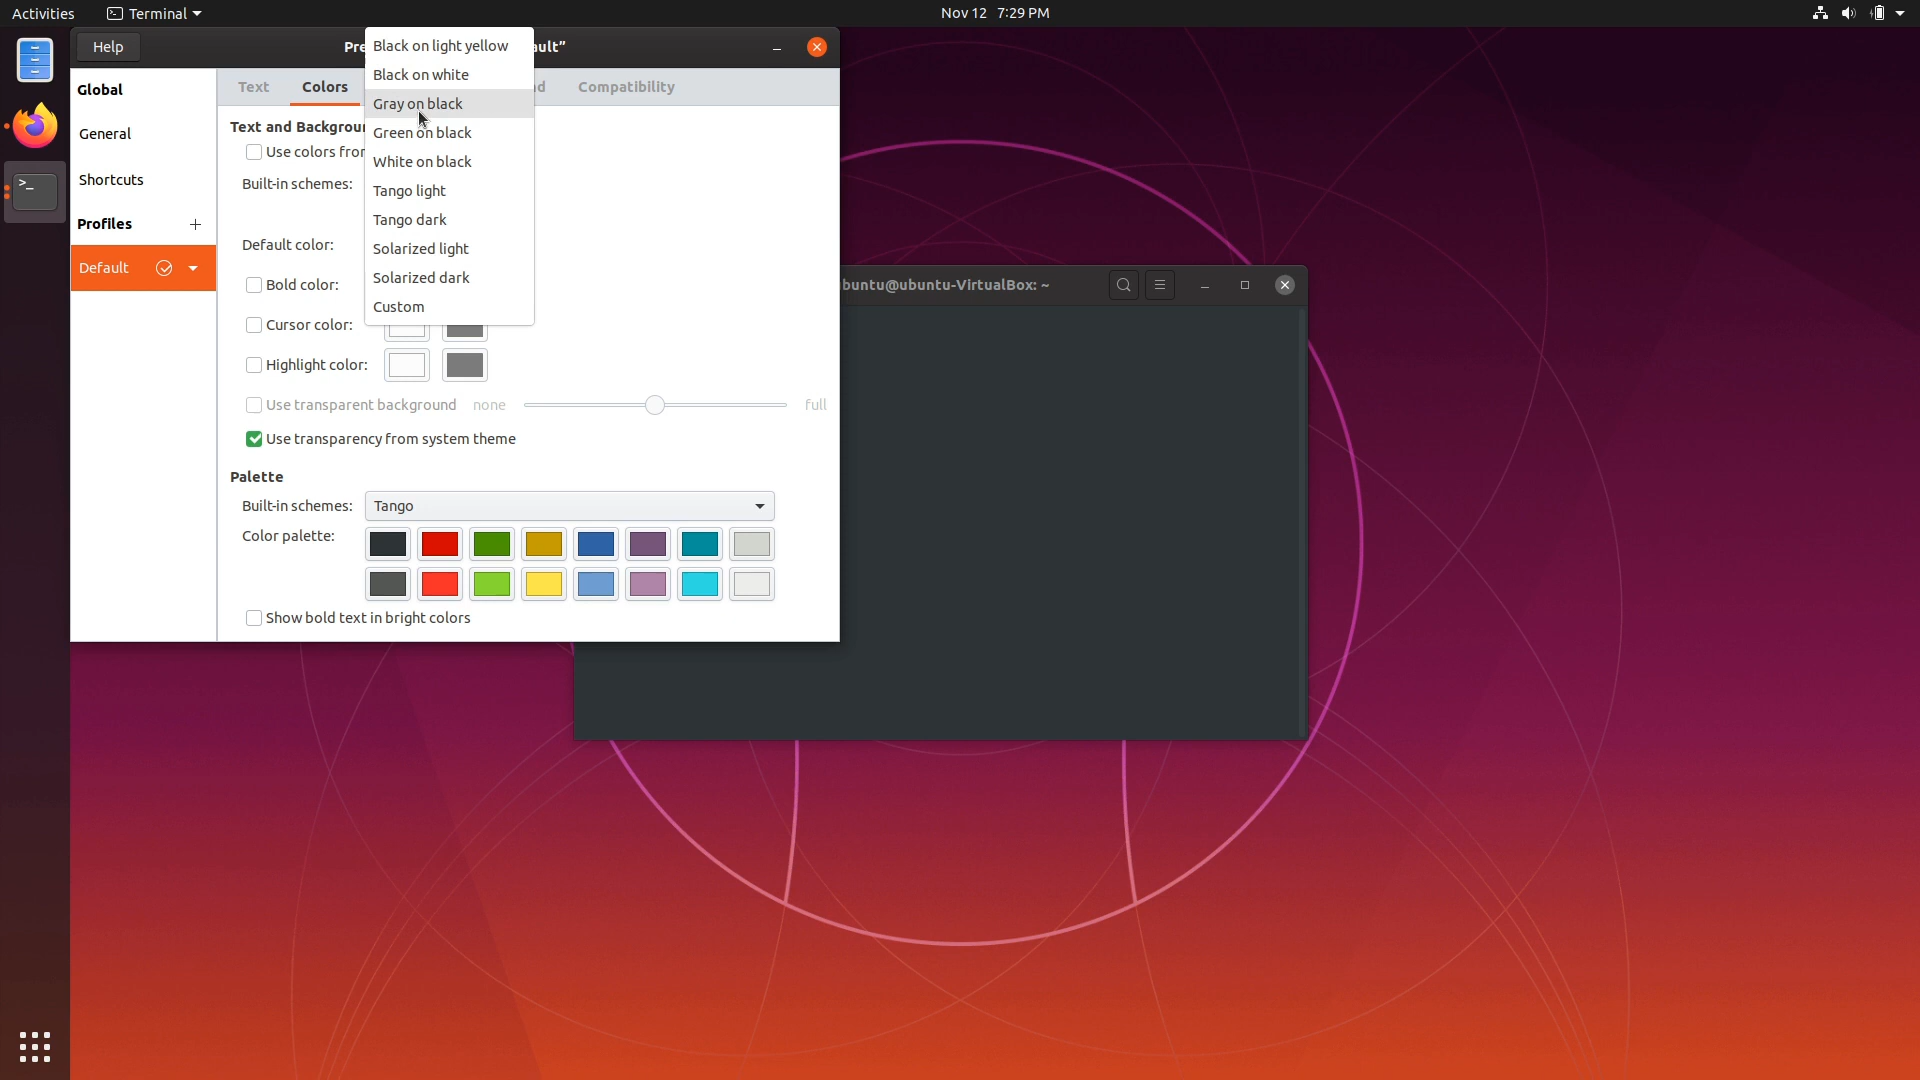 Activities
Terminal
Nov 12 7:29 PM
Help
Pre
ault”
Global
General
Shortcuts
Profiles
Default
Text
Colors
d
Compatibility
Black on light yellow
Black on white
Gray on black
Green on black
White on black
Tango light
Tango dark
Solarized light
Solarized dark
Custom
Text and Backgroun
Use colors fro
Built-in schemes:
Default color:
Bold color:
Cursor color:
Highlight color:
Use transparent background none full
Use transparency from system theme
Palette
Built-in schemes: Tango
Color palette:
Show bold text in bright colors
buntu@ubuntu-VirtualBox: ~
>_